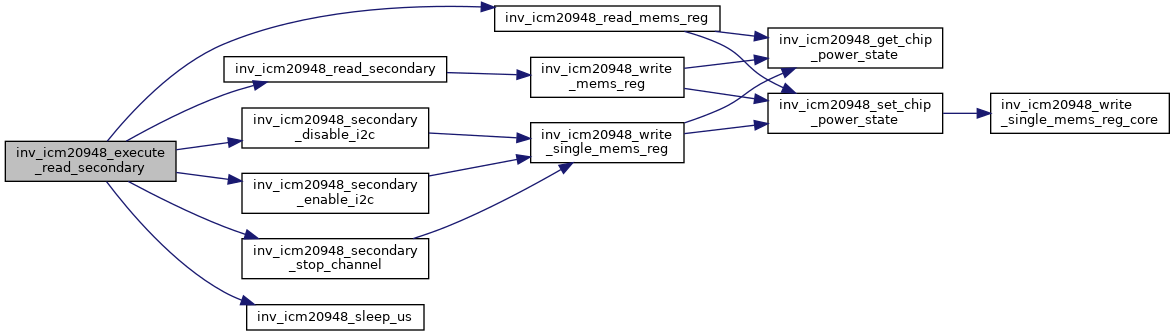 inv_icm20948_execute
_read_secondary
inv_icm20948_read_mems_reg
inv_icm20948_read_secondary
inv_icm20948_secondary
_disable_i2c
inv_icm20948_secondary
_enable_i2c
inv_icm20948_secondary
_stop_channel
inv_icm20948_sleep_us
inv_icm20948_write
_mems_reg
inv_icm20948_write
_single_mems_reg
inv_icm20948_get_chip
_power_state
inv_icm20948_set_chip
_power_state
inv_icm20948_write
_single_mems_reg_core